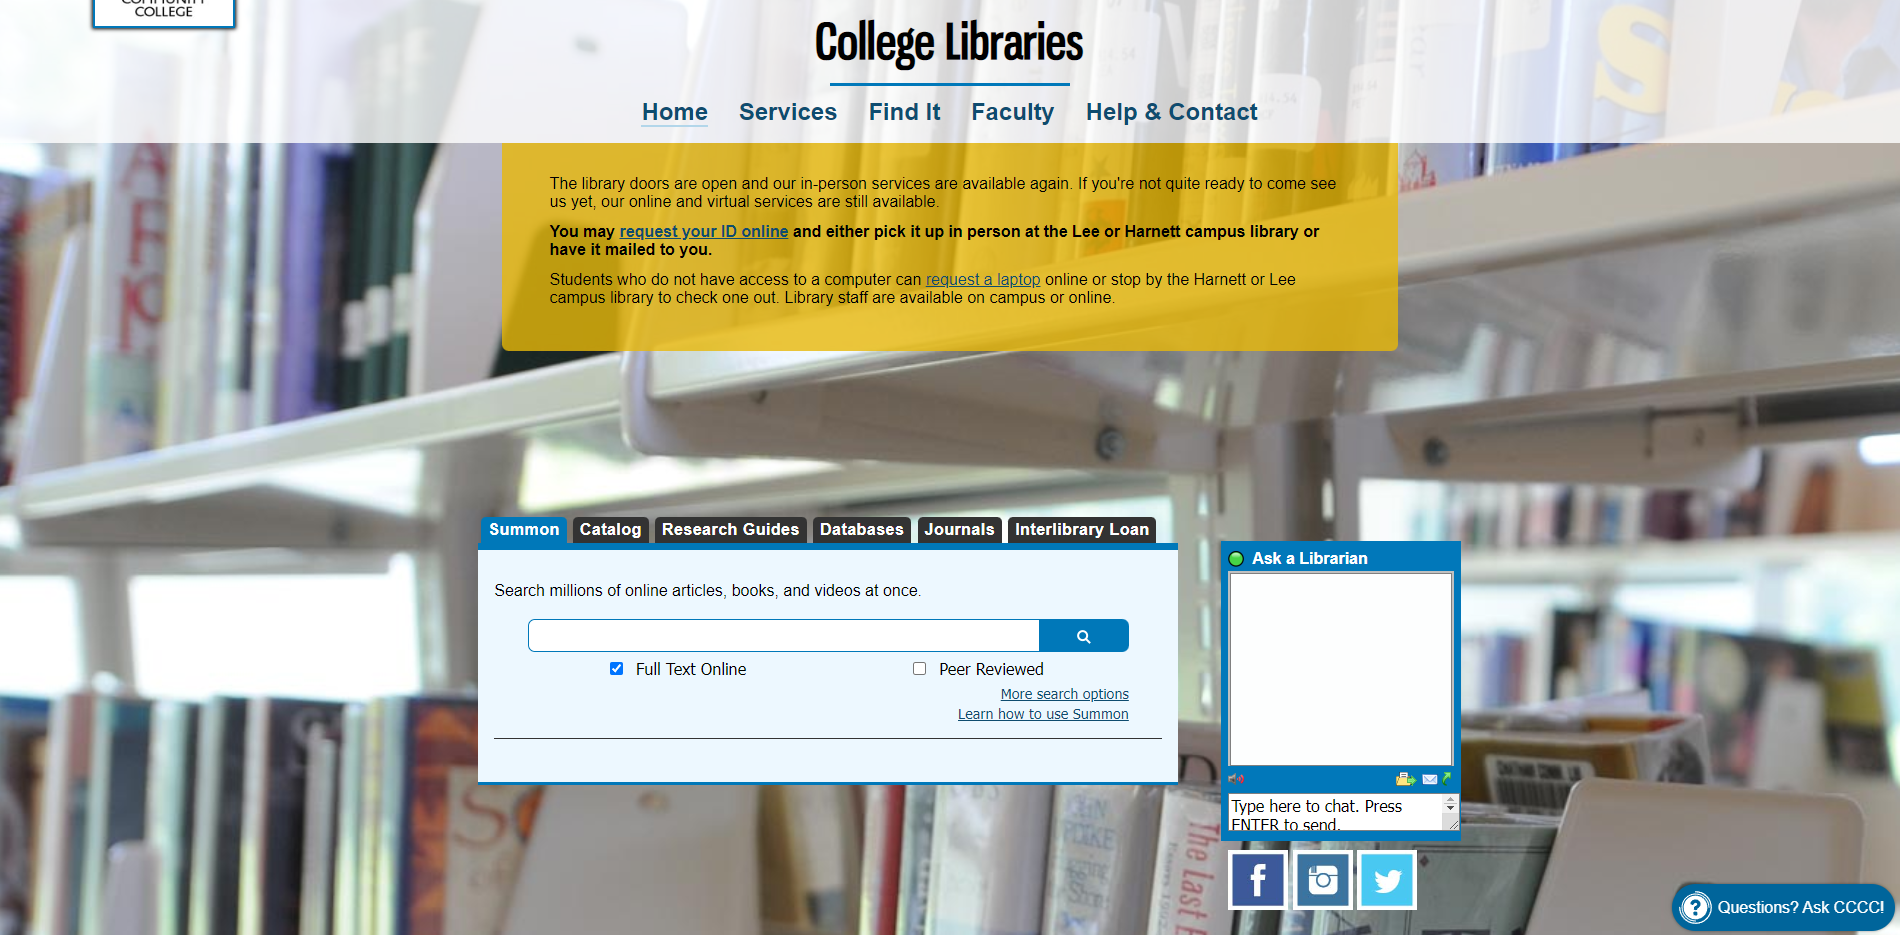 COMMUNITY
COLLEGE
College Libraries
Home Services Find It Faculty Help & Contact
The library doors are open and our in-person services are available again. If you're not quite ready to come see
us yet, our online and virtual services are still available.
You may request your ID online and either pick it up in person at the Lee or Harnett campus library or
have it mailed to you.
Students who do not have access to a computer can request a laptop online or stop by the Harnett or Lee
campus library to check one out. Library staff are available on campus or online.
Summon Catalog Research Guides Databases Journals Interlibrary Loan
Search millions of online articles, books, and videos at once.
Full Text Online Peer Reviewed
More search options
Learn how to use Summon
Ask a Librarian
Type here to chat. Press
ENTER to send.
Questions? Ask CCCC!